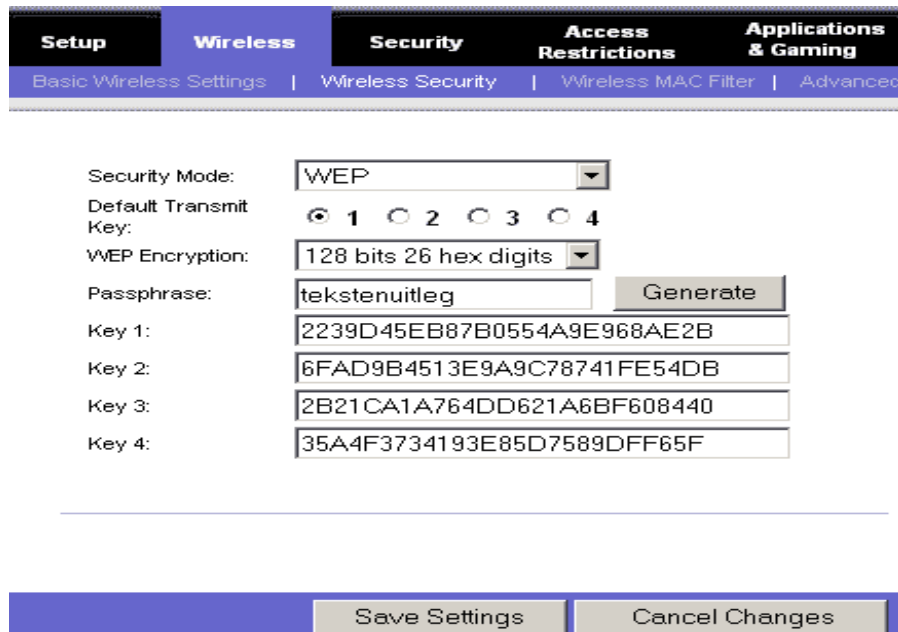 Setup Wireless Security Access Restrictions Applications & Gaming
Basic Wireless Settings | Wireless Security | Wireless MAC Filter | Advanced
Security Mode: WEP
Default Transmit Key: 1 2 3 4
WEP Encryption: 128 bits 26 hex digits
Passphrase: tekstenuitleg Generate
Key 1: 2239D45EB87B0554A9E968AE2B
Key 2: 6FAD9B4513E9A9C78741FE54DB
Key 3: 2B21CA1A764DD621A6BF608440
Key 4: 35A4F3734193E85D7589DFF65F
Save Settings Cancel Changes